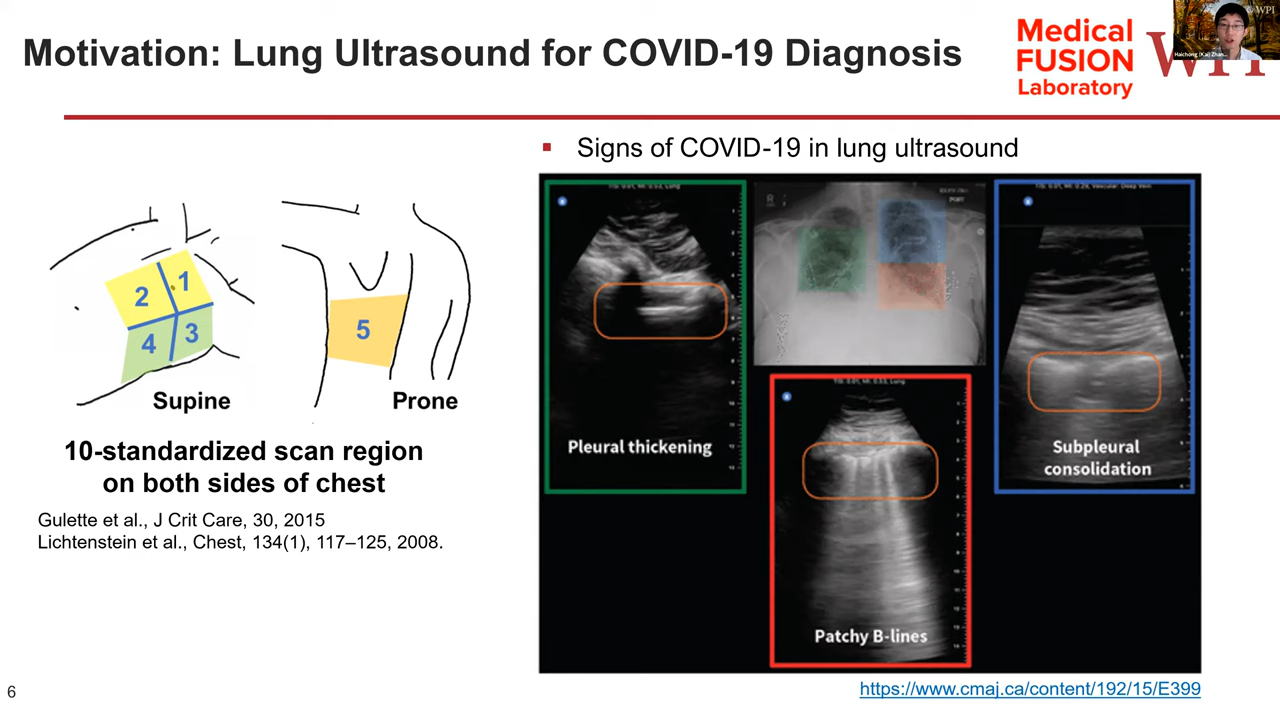 Motivation: Lung Ultrasound for COVID-19 Diagnosis
Medical
FUSION
Laboratory
WPI
WPI
Signs of COVID-19 in lung ultrasound
1
2
3
4
5
Supine
Prone
10-standardized scan region
on both sides of chest
Gulette et al., J Crit Care, 30, 2015
Lichtenstein et al., Chest, 134(1), 117–125, 2008.
R
Pleural thickening
Subpleural
consolidation
Patchy B-lines
6
https://www.cmaj.ca/content/192/15/E399